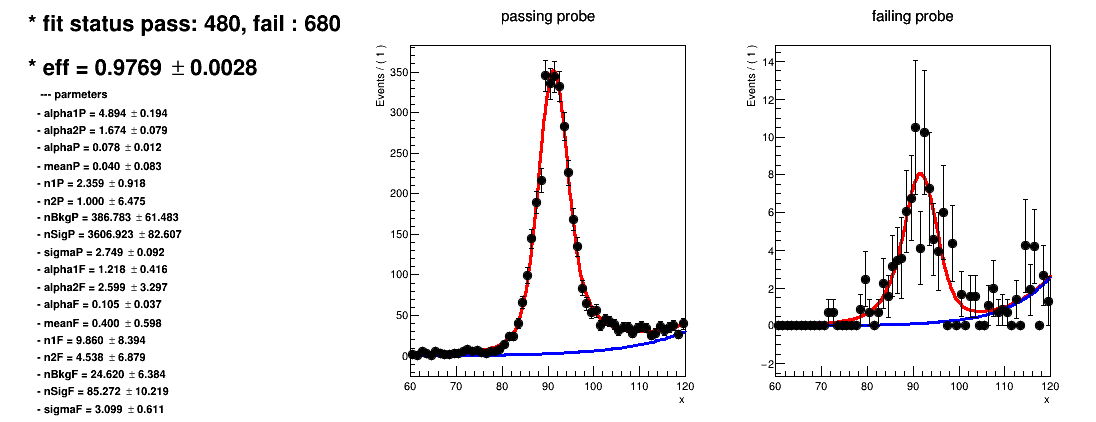 * fit status pass: 480, fail : 680
* eff = 0.9769 ± 0.0028
--- parmeters
- alpha1P = 4.894 ± 0.194
- alpha2P = 1.674 ± 0.079
- alphaP = 0.078 ± 0.012
- meanP = 0.040 ± 0.083
- n1P = 2.359 ± 0.918
- n2P = 1.000 ± 6.475
- nBkgP = 386.783 ± 61.483
- nSigP = 3606.923 ± 82.607
- sigmaP = 2.749 ± 0.092
- alpha1F = 1.218 ± 0.416
- alpha2F = 2.599 ± 3.297
- alphaF = 0.105 ± 0.037
- meanF = 0.400 ± 0.598
- n1F = 9.860 ± 8.394
- n2F = 4.538 ± 6.879
- nBkgF = 24.620 ± 6.384
- nSigF = 85.272 ± 10.219
- sigmaF = 3.099 ± 0.611
passing probe
Events / ( 1 )
350
300
250
200
150
100
50
0
60 70 80 90 100 110 120
x
failing probe
Events / ( 1 )
14
12
10
8
6
4
2
0
−2
60 70 80 90 100 110 120
x